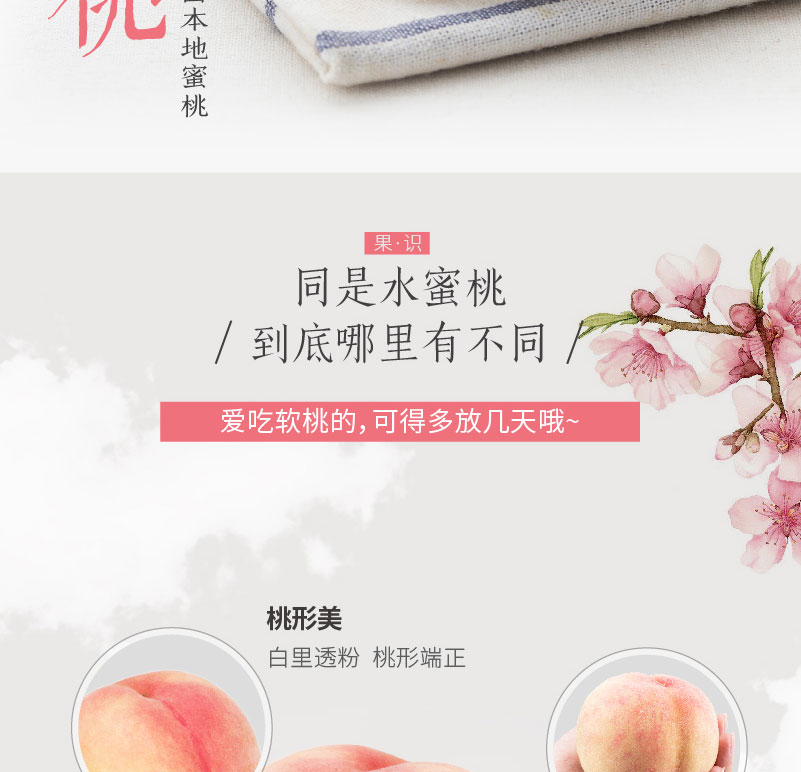 桃
本地蜜桃
果·识
同是水蜜桃
/ 到底哪里有不同 /
爱吃软桃的,可得多放几天哦~
桃形美
白里透粉 桃形端正